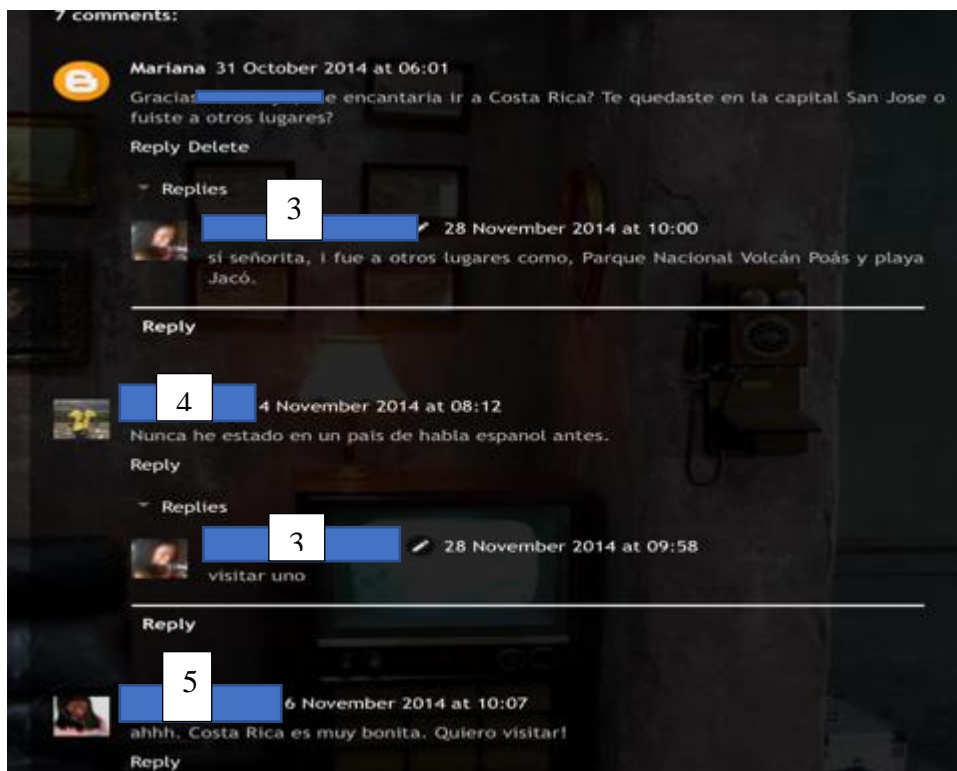 7 comments:
Mariana 31 October 2014 at 06:01
Gracias e encantaria ir a Costa Rica? Te quedaste en la capital San Jose o
fuiste a otros lugares?
Reply Delete
Replies
3
28 November 2014 at 10:00
si señorita, i fue a otros lugares como, Parque Nacional Volcán Poás y playa
Jacó.
Reply
4
4 November 2014 at 08:12
Nunca he estado en un pais de habla espanol antes.
Reply
Replies
3
28 November 2014 at 09:58
visitar uno
Reply
5
6 November 2014 at 10:07
ahhh. Costa Rica es muy bonita. Quiero visitar!
Reply